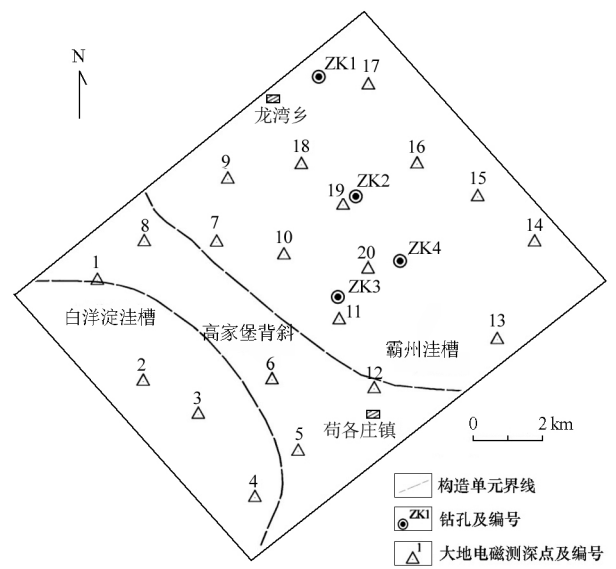 ZK1
17
N
龙湾乡
18
16
9
ZK2
15
19
8
7
10
14
20
ZK4
1
ZK3
11
白洋淀洼槽
高家堡背斜
13
霸州洼槽
2
6
12
3
苟各庄镇
0 2 km
5
4
构造单元界线
ZK1 钻孔及编号
1 大地电磁测深点及编号